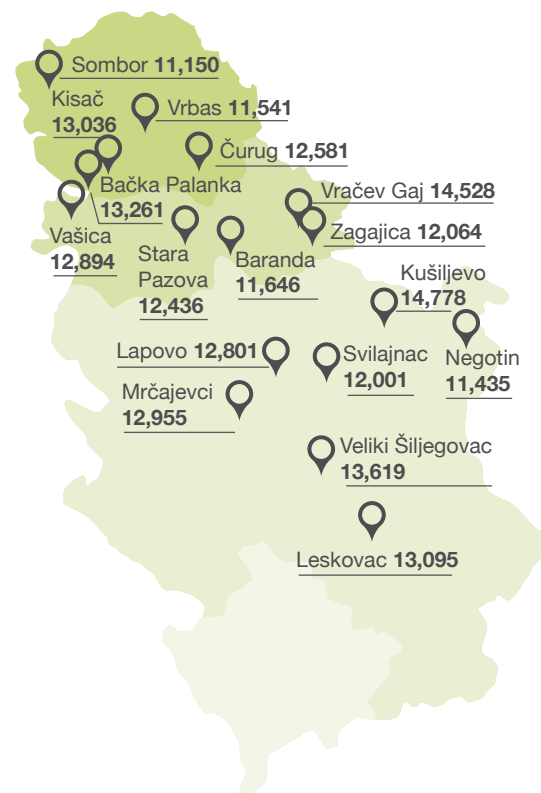 Sombor 11,150
Kisač
13,036
Vrbas 11,541
Čurug 12,581
Bačka Palanka
13,261
Vračev Gaj 14,528
Vašica
12,894
Stara
Pazova
12,436
Baranda
11,646
Zagajica 12,064
Kušiljevo
14,778
Lapovo 12,801
Svilajnac
12,001
Negotin
11,435
Mrčajevci
12,955
Veliki Šiljegovac
13,619
Leskovac 13,095